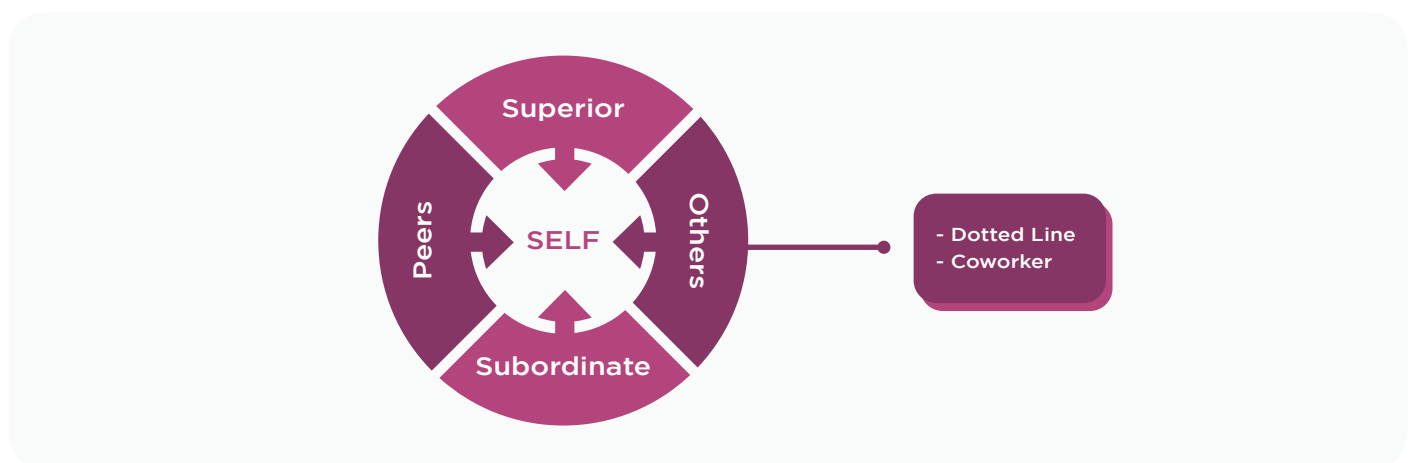 Superior
Peers
SELF
Others
Subordinate
- Dotted Line
- Coworker